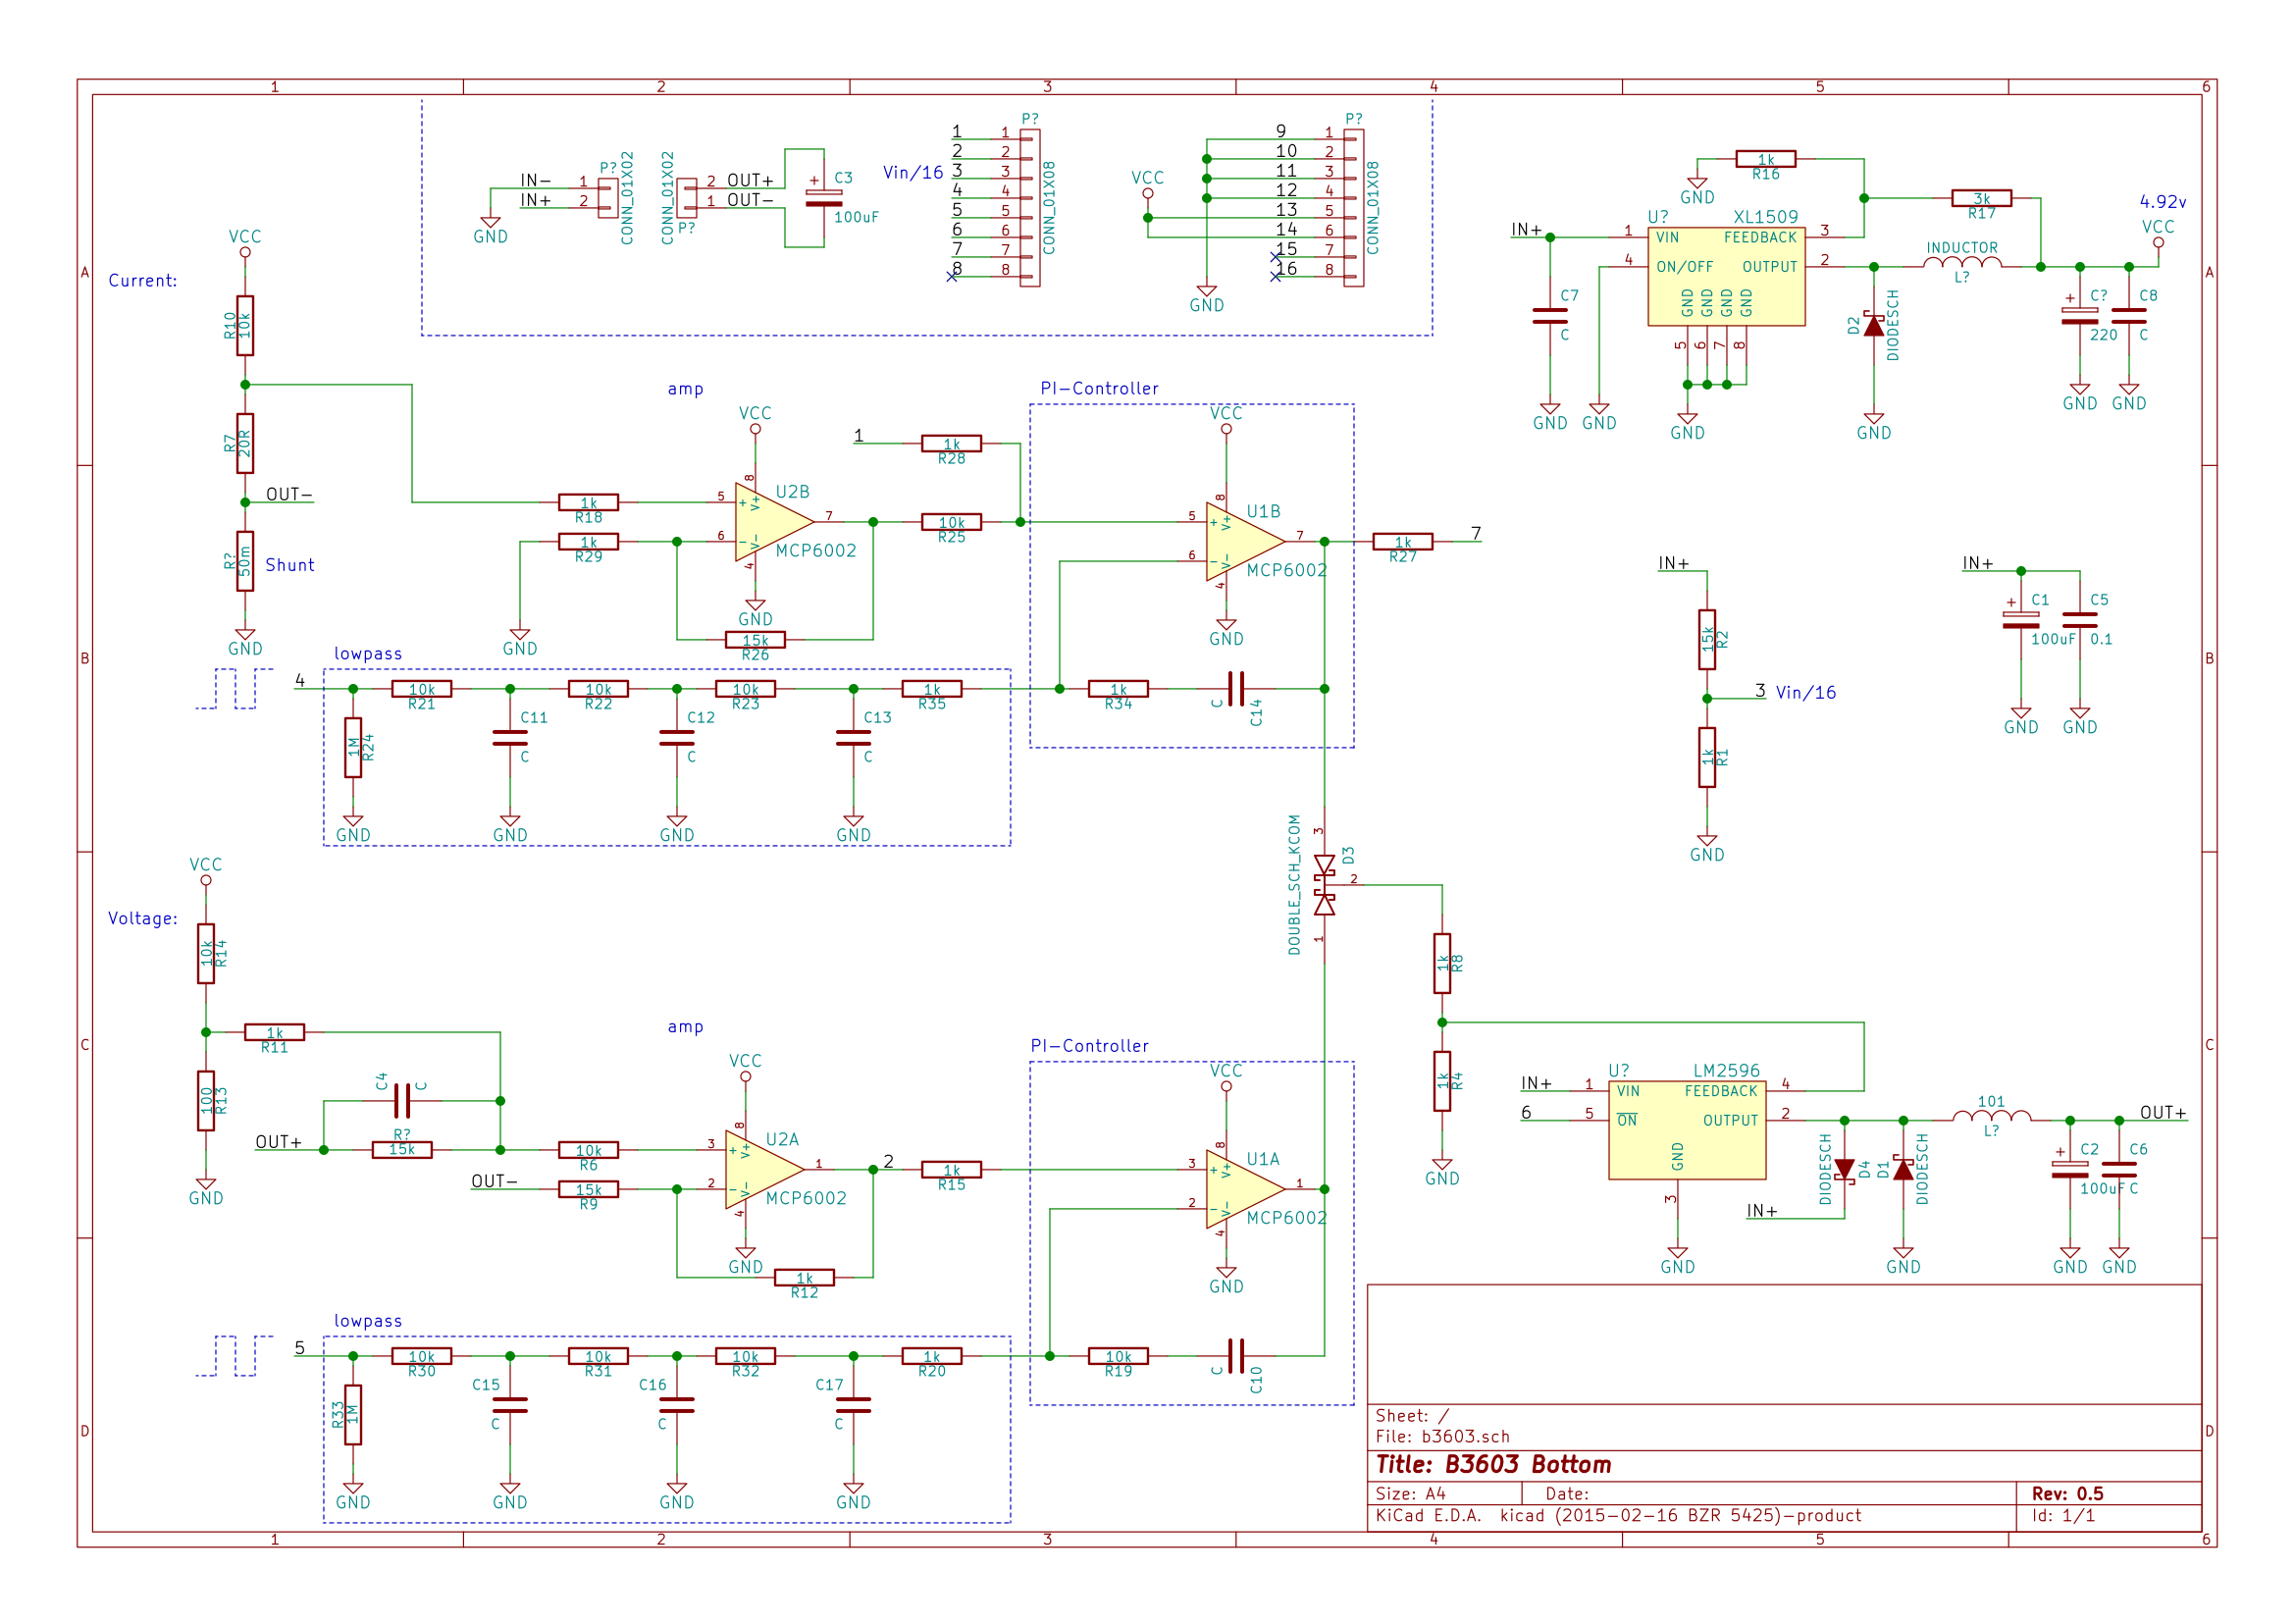 1 2 3 4 5 6
A
B
C
D
A
B
C
D
1 2 3 4 5 6
IN-
IN+
1
2
P?
CONN_01X02
GND
CONN_01X02
P?
2
1
OUT+
OUT-
C3
+
100uF
Vin/16
1 1
2 2
3 3
4 4
5 5
6 6
7 7
8 8
P?
CONN_01X08
VCC
GND
9 1
10 2
11 3
12 4
13 5
14 6
15 7
16 8
P?
CONN_01X08
1k
R16
GND
3k
R17
4.92v
VCC
IN+
U? XL1509
1 VIN FEEDBACK 3
4 ON/OFF OUTPUT 2
GND GND GND GND
5 6 7 8
GND
INDUCTOR
L?
C7
C
GND
GND
D2
DIODESCH
GND
C?
+
220
GND
C8
C
GND
Current:
VCC
R10
10k
R7
20R
OUT-
R?
50m
Shunt
GND
amp
1k
R18
1k
R29
GND
VCC
U2B
MCP6002
5 +
6 -
V+
V-
8
4
7
GND
15k
R26
1
1k
R28
10k
R25
PI-Controller
VCC
U1B
MCP6002
5 +
6 -
V+
V-
8
4
7
GND
1k
R27
7
1k
R34
C
C14
lowpass
4
10k
R21
10k
R22
10k
R23
1k
R35
1M
R24
C11
C
C12
C
C13
C
GND
GND
GND
GND
IN+
15k
R2
3
Vin/16
1k
R1
GND
IN+
C1
+
100uF
GND
C5
0.1
GND
DOUBLE_SCH_KCOM
D3
3
2
1
1k
R8
1k
R4
GND
Voltage:
VCC
10k
R14
1k
R11
100
R13
GND
C4
C
R?
15k
OUT+
OUT-
10k
R6
15k
R9
amp
VCC
U2A
MCP6002
3 +
2 -
V+
V-
8
4
1
GND
1k
R12
2
1k
R15
PI-Controller
VCC
U1A
MCP6002
3 +
2 -
V+
V-
8
4
1
GND
10k
R19
C
C10
lowpass
5
10k
R30
10k
R31
10k
R32
1k
R20
R33
1M
C15
C
C16
C
C17
C
GND
GND
GND
GND
U? LM2596
IN+
1 VIN FEEDBACK 4
6
5 ON OUTPUT 2
GND
3
GND
DIODESCH
D4
IN+
D1
DIODESCH
GND
101
L?
OUT+
C2
+
100uF
GND
C6
C
GND
Sheet: /
File: b3603.sch
Title: B3603 Bottom
Size: A4 Date: Rev: 0.5
KiCad E.D.A. kicad (2015-02-16 BZR 5425)-product Id: 1/1